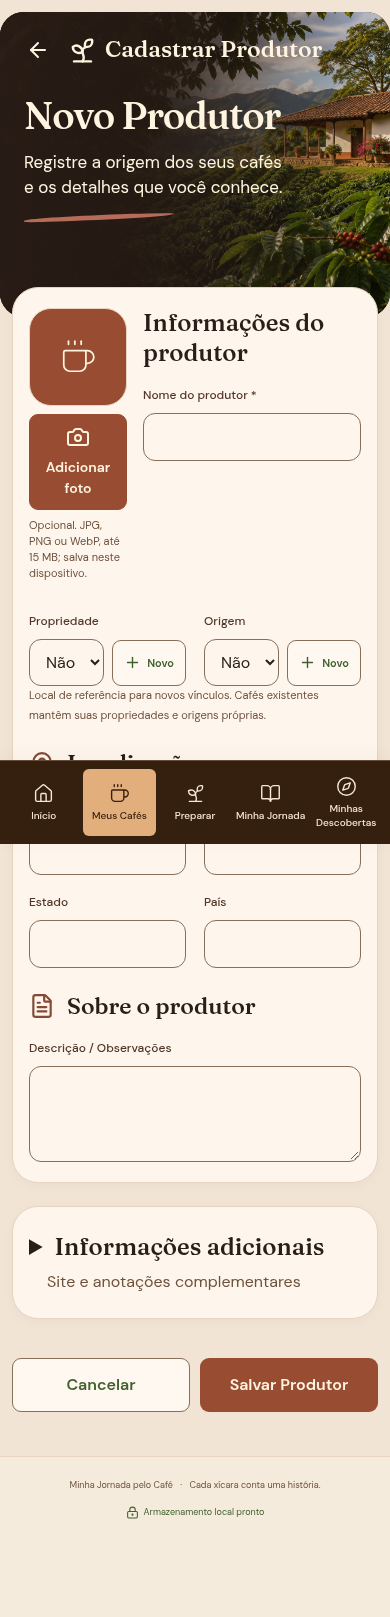 Cadastrar Produtor
Novo Produtor
Registre a origem dos seus cafés
e os detalhes que você conhece.
Informações do
produtor
Nome do produtor *
Adicionar
foto
Opcional. JPG,
PNG ou WebP, até
15 MB; salva neste
dispositivo.
Propriedade
Origem
Não
Novo
Não
Novo
Local de referência para novos vínculos. Cafés existentes
mantêm suas propriedades e origens próprias.
Início
Meus Cafés
Preparar
Minha Jornada
Minhas
Descobertas
Estado
País
Sobre o produtor
Descrição / Observações
Informações adicionais
Site e anotações complementares
Cancelar
Salvar Produtor
Minha Jornada pelo Café · Cada xícara conta uma história.
Armazenamento local pronto